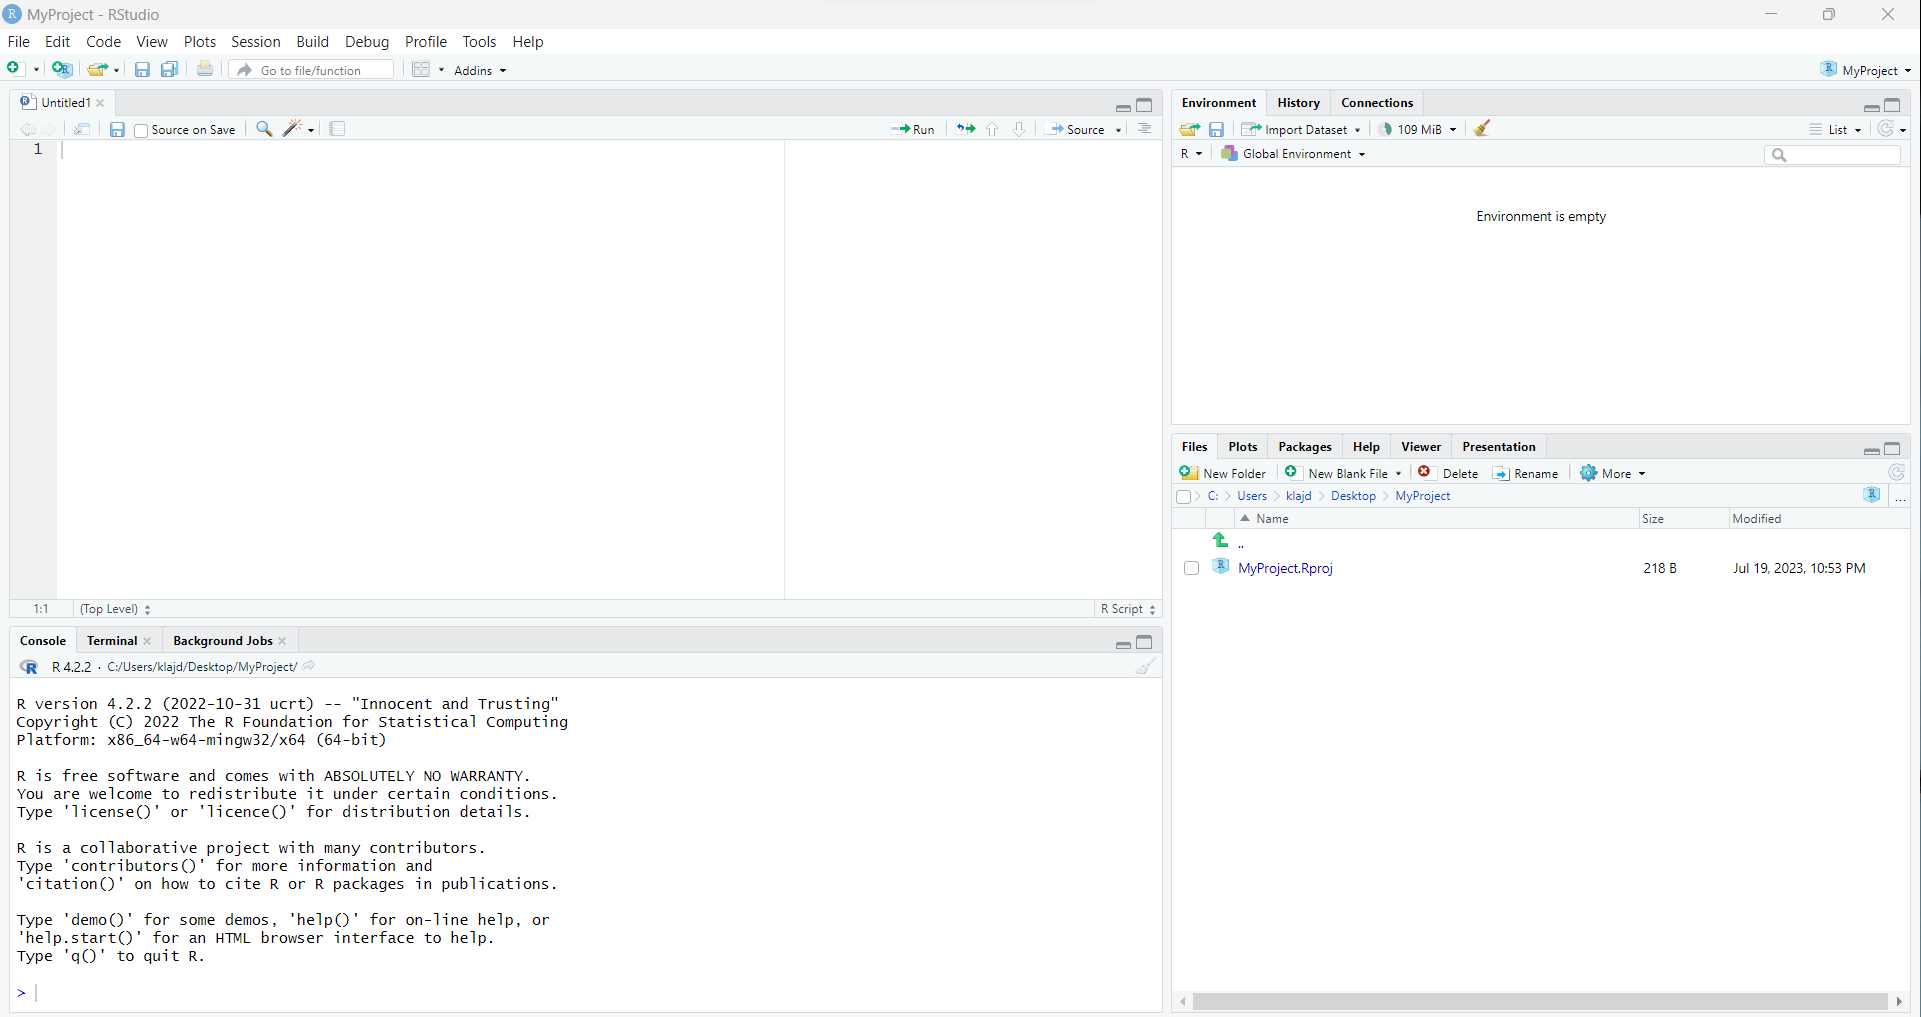 MyProject - RStudio
File Edit Code View Plots Session Build Debug Profile Tools Help
Go to file/function Addins MyProject
Untitled1
Source on Save Run Source
1
1:1 (Top Level) R Script
Console Terminal Background Jobs
R 4.2.2 · C:/Users/klajd/Desktop/MyProject/
R version 4.2.2 (2022-10-31 ucrt) -- "Innocent and Trusting"
Copyright (C) 2022 The R Foundation for Statistical Computing
Platform: x86_64-w64-mingw32/x64 (64-bit)
R is free software and comes with ABSOLUTELY NO WARRANTY.
You are welcome to redistribute it under certain conditions.
Type 'license()' or 'licence()' for distribution details.
R is a collaborative project with many contributors.
Type 'contributors()' for more information and
'citation()' on how to cite R or R packages in publications.
Type 'demo()' for some demos, 'help()' for on-line help, or
'help.start()' for an HTML browser interface to help.
Type 'q()' to quit R.
>
Environment History Connections
Import Dataset 109 MiB List
R Global Environment
Environment is empty
Files Plots Packages Help Viewer Presentation
New Folder New Blank File Delete Rename More
C: Users klajd Desktop MyProject ...
Name Size Modified
..
MyProject.Rproj 218 B Jul 19, 2023, 10:53 PM